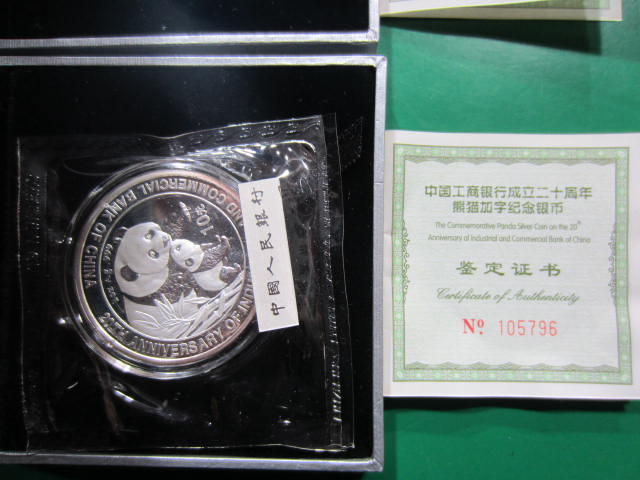 20TH ANNIVERSARY OF INDU
ND COMMERCIAL BANK OF CHINA
10元
中國人民銀行
中国工商银行成立二十周年
熊猫加字纪念银币
The Commemorative Panda Silver Coin on the 20th
Anniversary of Industrial and Commercial Bank of China
鉴定证书
Certificate of Authenticity
No 105796